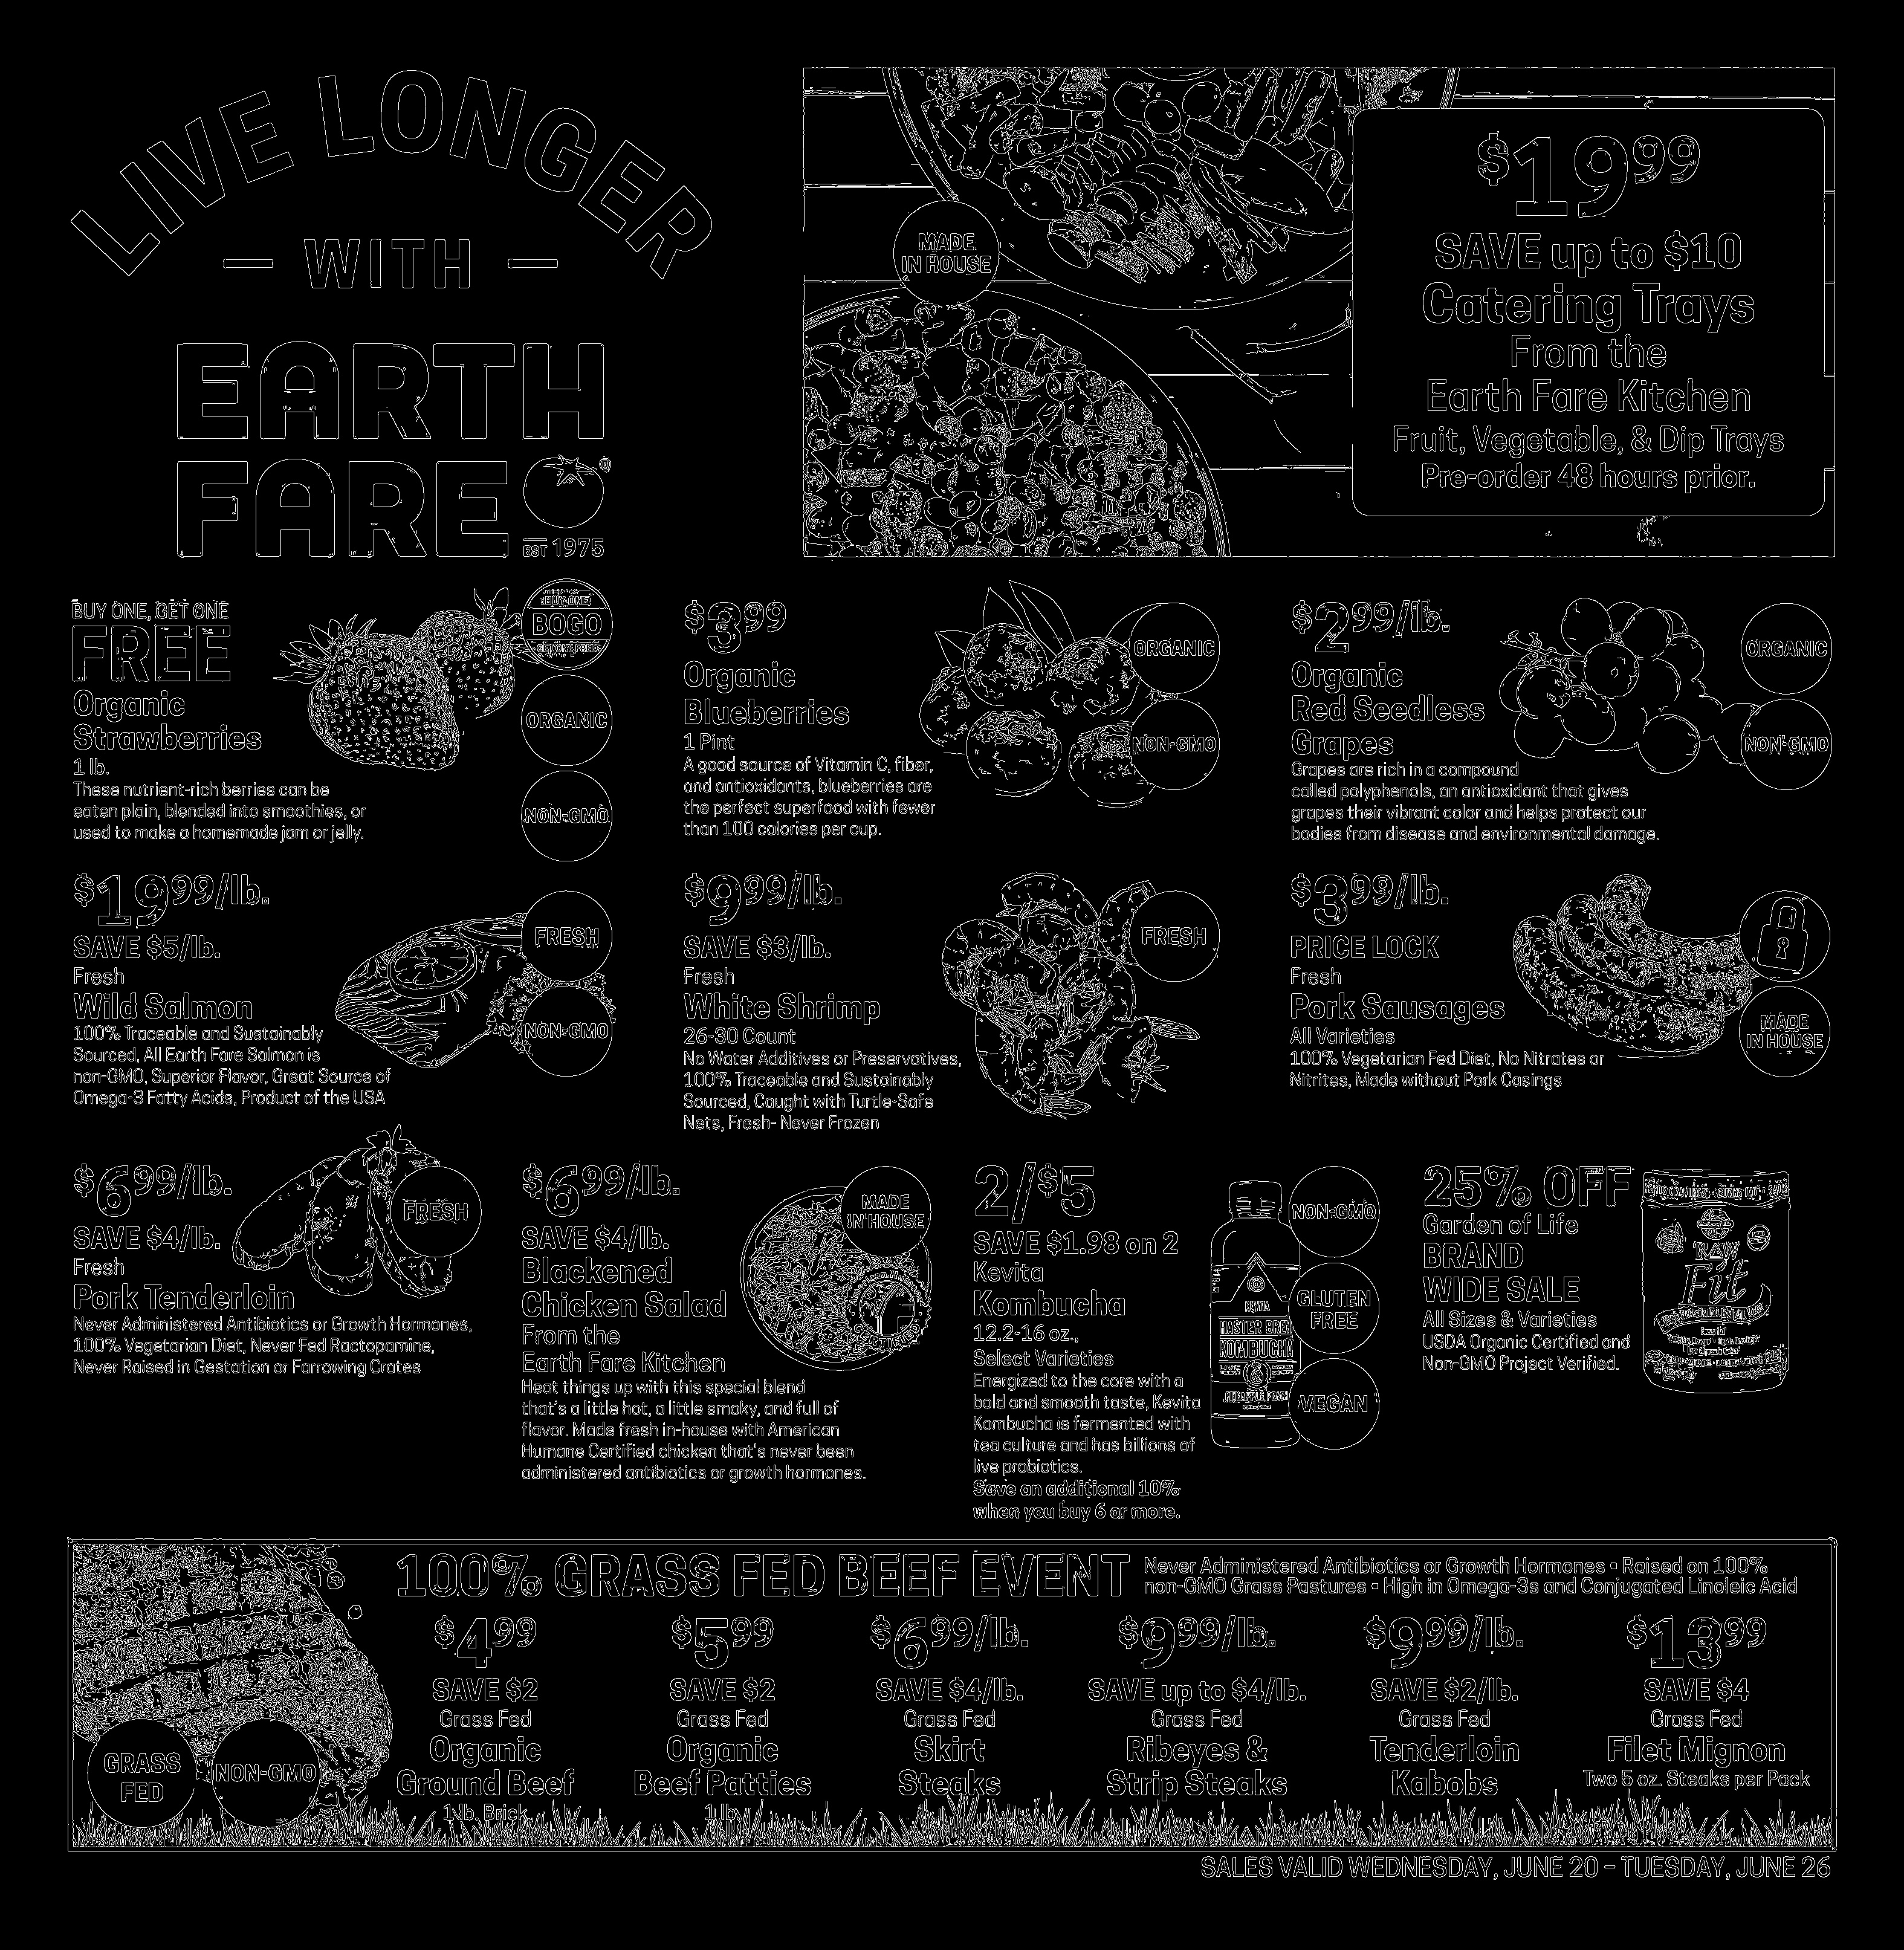 LIVE LONGER
— WITH —
EARTH
FARE®
EST 1975
MADE
IN HOUSE
$19.99
SAVE up to $10
Catering Trays
From the
Earth Fare Kitchen
Fruit, Vegetable, & Dip Trays
Pre-order 48 hours prior.
BUY ONE, GET ONE
FREE
Organic
Strawberries
1 lb.
These nutrient-rich berries can be
eaten plain, blended into smoothies, or
used to make a homemade jam or jelly.
BUY ONE
BOGO
GET ONE FREE
ORGANIC
NON-GMO
$3.99
Organic
Blueberries
1 Pint
A good source of Vitamin C, fiber,
and antioxidants, blueberries are
the perfect superfood with fewer
than 100 calories per cup.
ORGANIC
NON-GMO
$2.99/lb.
Organic
Red Seedless
Grapes
Grapes are rich in a compound
called polyphenols, an antioxidant that gives
grapes their vibrant color and helps protect our
bodies from disease and environmental damage.
ORGANIC
NON-GMO
$19.99/lb.
SAVE $5/lb.
Fresh
Wild Salmon
100% Traceable and Sustainably
Sourced, All Earth Fare Salmon is
non-GMO, Superior Flavor, Great Source of
Omega-3 Fatty Acids, Product of the USA
FRESH
NON-GMO
$9.99/lb.
SAVE $3/lb.
Fresh
White Shrimp
26-30 Count
No Water Additives or Preservatives,
100% Traceable and Sustainably
Sourced, Caught with Turtle-Safe
Nets, Fresh- Never Frozen
FRESH
$3.99/lb.
PRICE LOCK
Fresh
Pork Sausages
All Varieties
100% Vegetarian Fed Diet, No Nitrates or
Nitrites, Made without Pork Casings
MADE
IN HOUSE
$6.99/lb.
SAVE $4/lb.
Fresh
Pork Tenderloin
Never Administered Antibiotics or Growth Hormones,
100% Vegetarian Diet, Never Fed Ractopamine,
Never Raised in Gestation or Farrowing Crates
FRESH
$6.99/lb.
SAVE $4/lb.
Blackened
Chicken Salad
From the
Earth Fare Kitchen
Heat things up with this special blend
that's a little hot, a little smoky, and full of
flavor. Made fresh in-house with American
Humane Certified chicken that's never been
administered antibiotics or growth hormones.
MADE
IN HOUSE
2/$5
SAVE $1.98 on 2
Kevita
Kombucha
12.2-16 oz.,
Select Varieties
Energized to the core with a
bold and smooth taste, Kevita
Kombucha is fermented with
tea culture and has billions of
live probiotics.
Save an additional 10%
when you buy 6 or more.
KEVITA
MASTER BREW
KOMBUCHA
NON-GMO
GLUTEN
FREE
VEGAN
25% OFF
Garden of Life
BRAND
WIDE SALE
All Sizes & Varieties
USDA Organic Certified and
Non-GMO Project Verified.
RAW
Fit
100% GRASS FED BEEF EVENT
Never Administered Antibiotics or Growth Hormones • Raised on 100%
non-GMO Grass Pastures • High in Omega-3s and Conjugated Linoleic Acid
GRASS
FED
NON-GMO
$4.99
SAVE $2
Grass Fed
Organic
Ground Beef
1 lb. Brick
$5.99
SAVE $2
Grass Fed
Organic
Beef Patties
1 lb.
$6.99/lb.
SAVE $4/lb.
Grass Fed
Skirt
Steaks
$9.99/lb.
SAVE up to $4/lb.
Grass Fed
Ribeyes &
Strip Steaks
$9.99/lb.
SAVE $2/lb.
Grass Fed
Tenderloin
Kabobs
$13.99
SAVE $4
Grass Fed
Filet Mignon
Two 5 oz. Steaks per Pack
SALES VALID WEDNESDAY, JUNE 20 – TUESDAY, JUNE 26